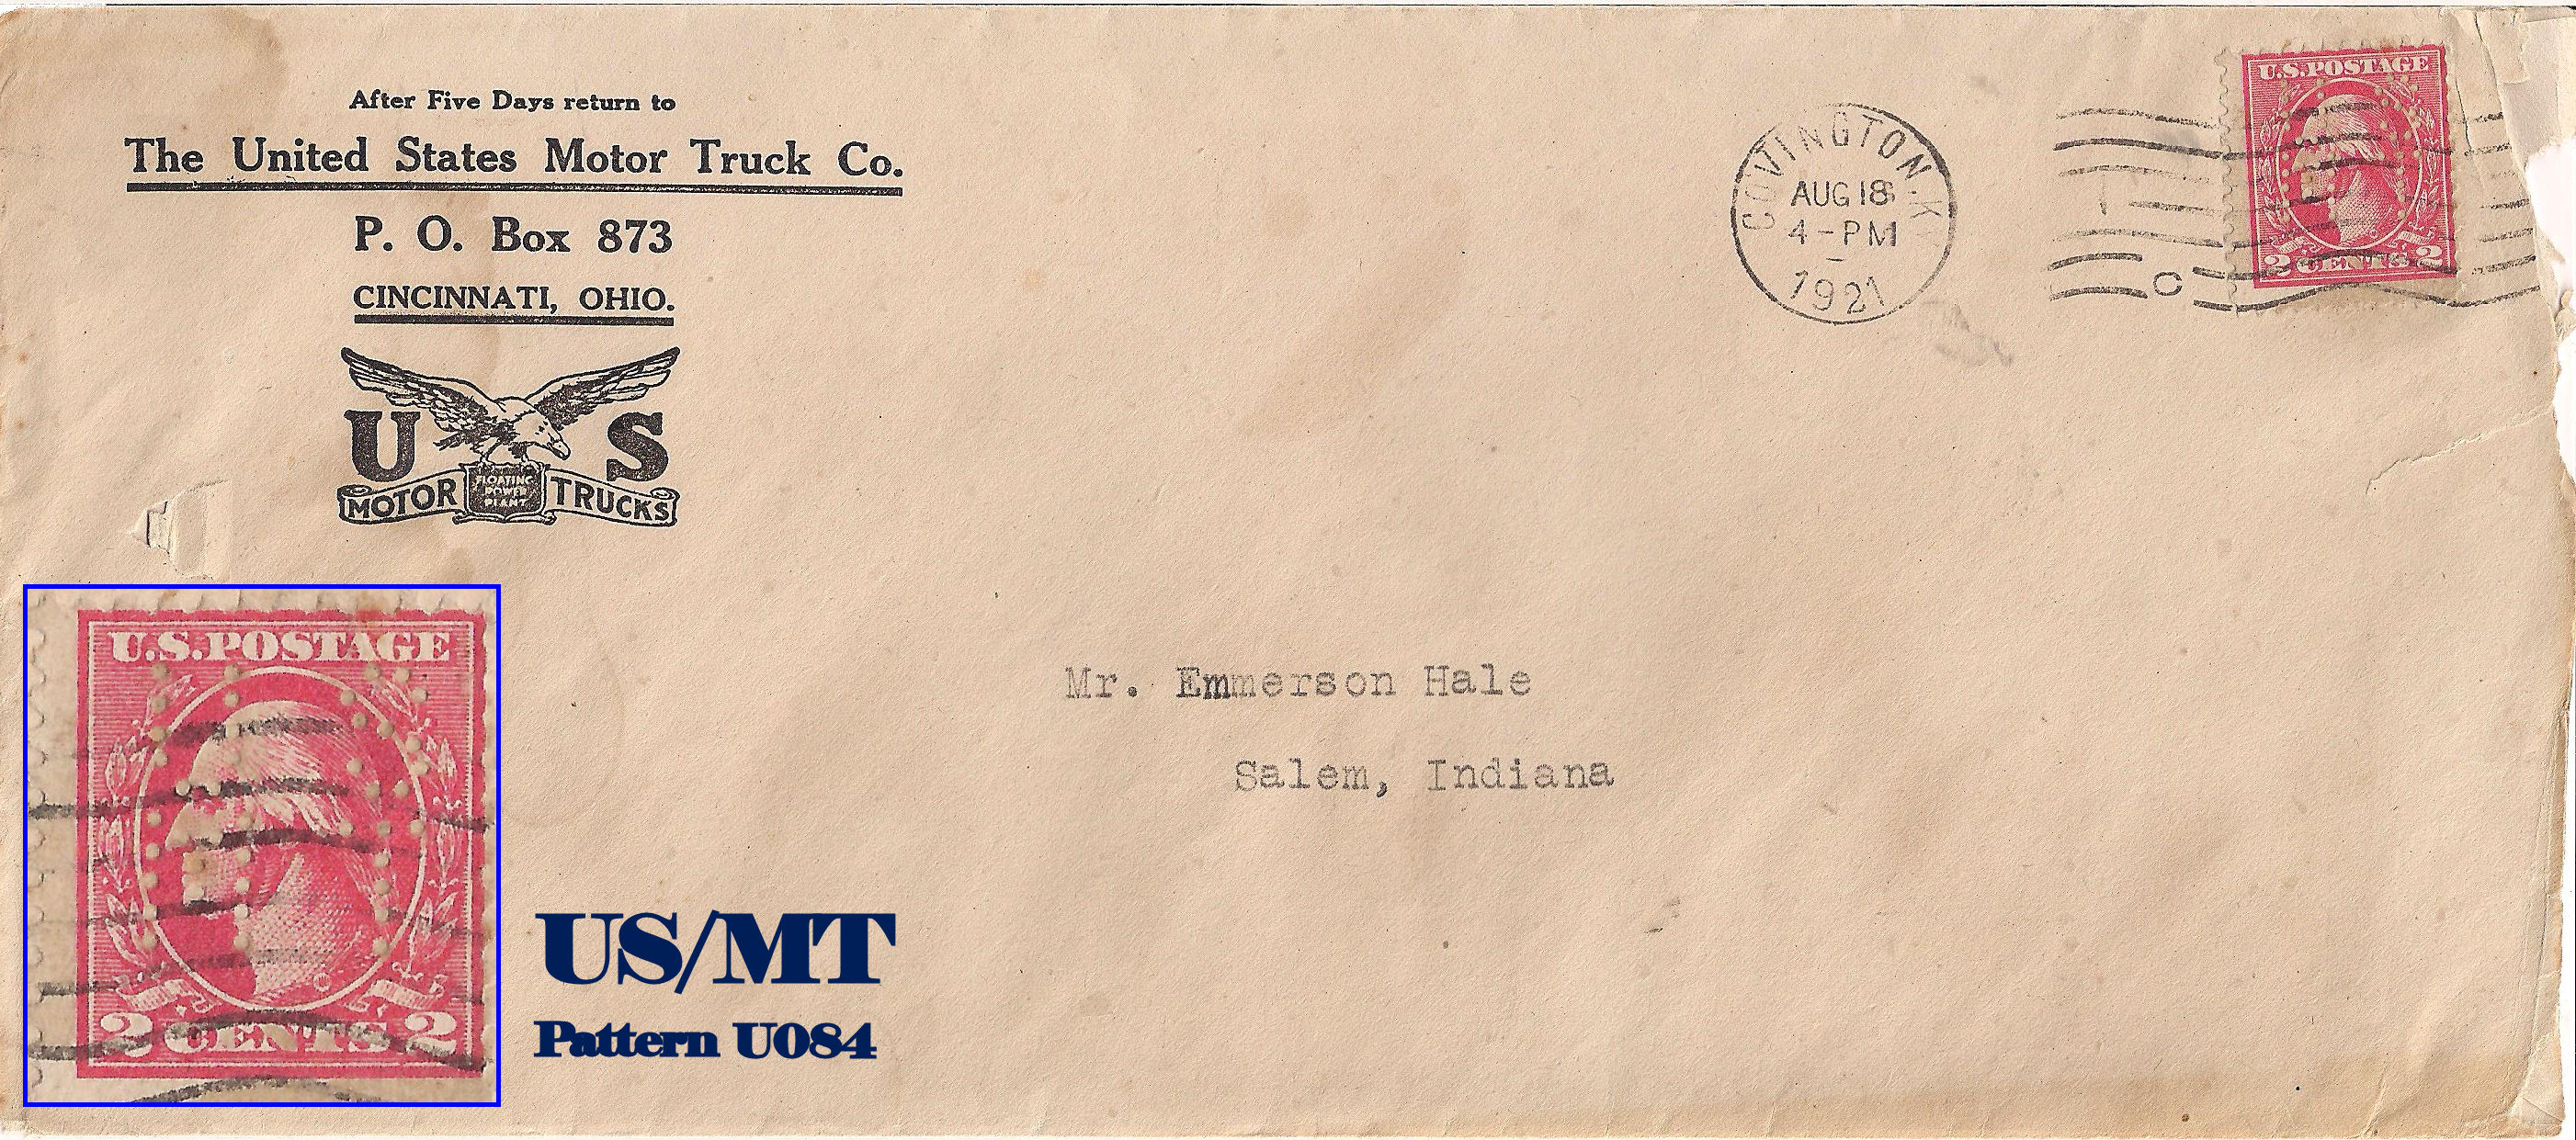 After Five Days return to
The United States Motor Truck Co.
P. O. Box 873
CINCINNATI, OHIO.
U S
MOTOR FLOATING POWER PLANT TRUCKS
COVINGTON. K
AUG 18
4-PM
1921
C
U.S. POSTAGE
2 CENTS 2
Mr. Emmerson Hale
Salem, Indiana
U.S. POSTAGE
2 CENTS 2
US/MT
Pattern U084